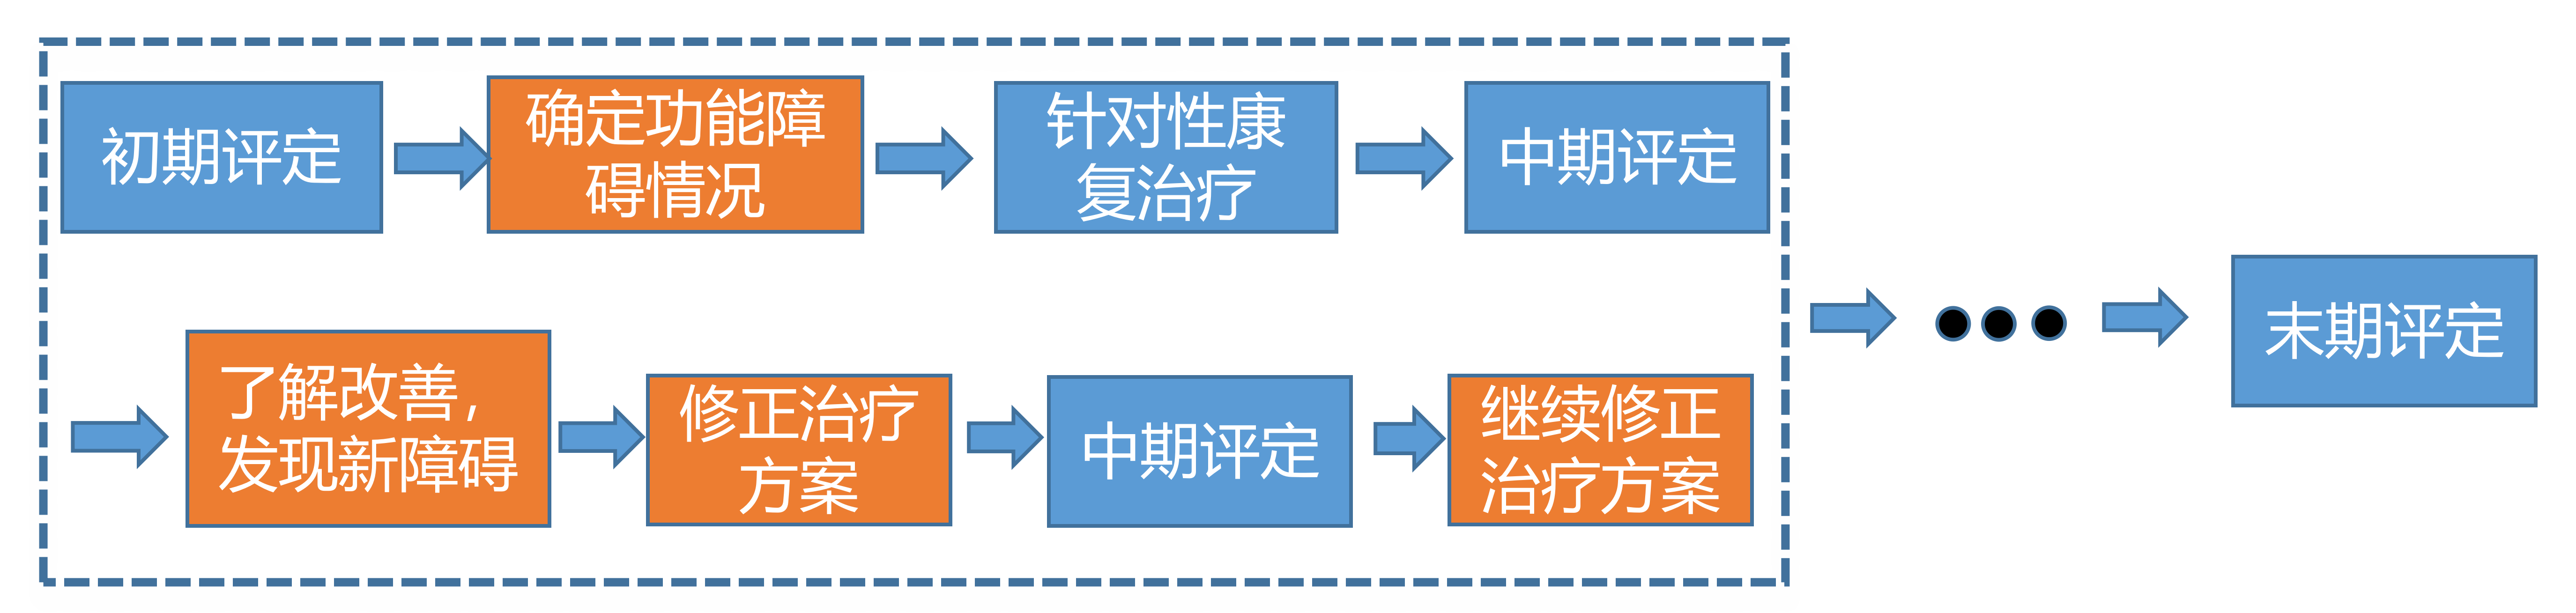 初期评定
确定功能障
碍情况
针对性康
复治疗
中期评定
了解改善，
发现新障碍
修正治疗
方案
中期评定
继续修正
治疗方案
末期评定